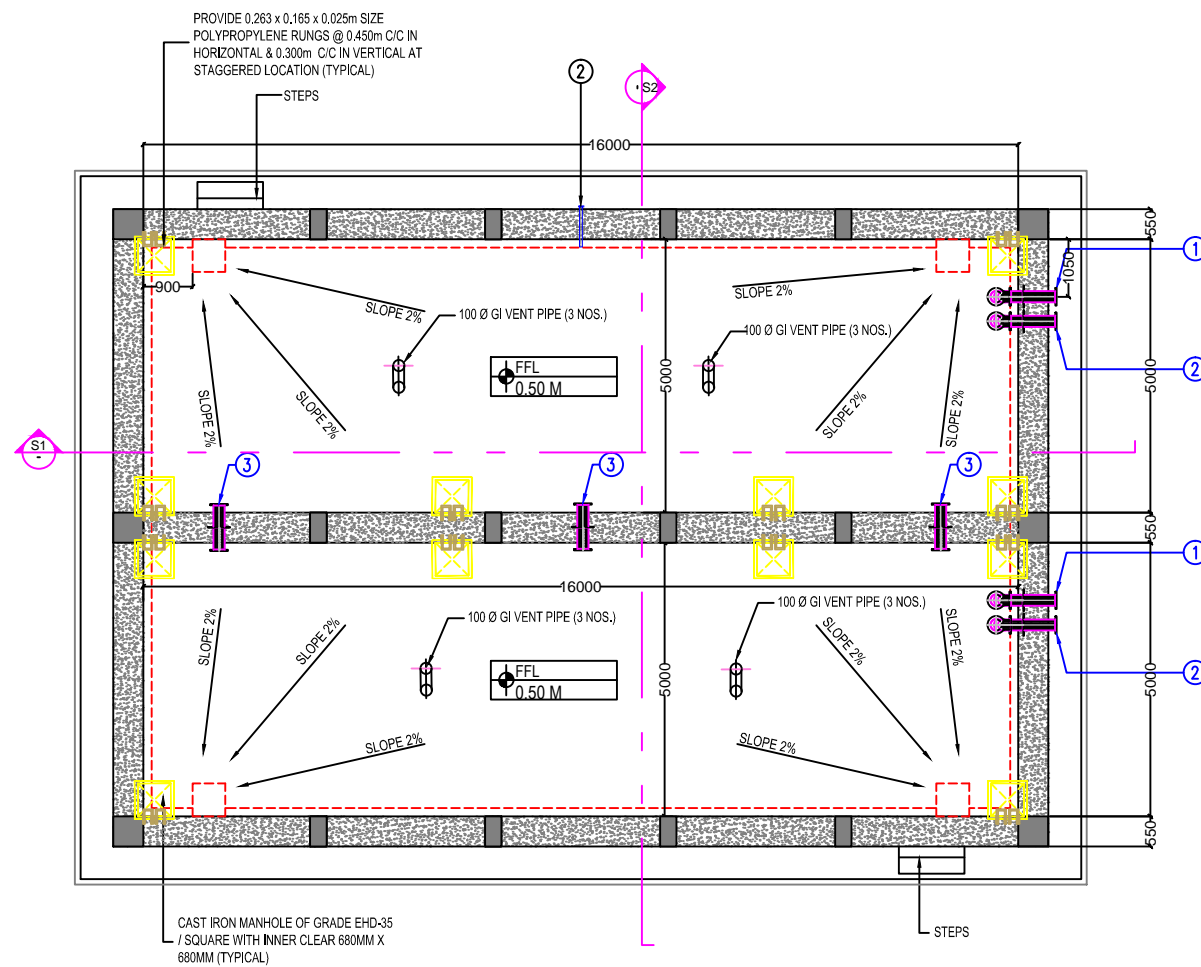 PROVIDE 0.263 x 0.165 x 0.025m SIZE
POLYPROPYLENE RUNGS @ 0.450m C/C IN
HORIZONTAL & 0.300m C/C IN VERTICAL AT
STAGGERED LOCATION (TYPICAL)
STEPS
2
S2
16000
550
1
1050
900
SLOPE 2%
SLOPE 2%
100 Ø GI VENT PIPE (3 NOS.)
100 Ø GI VENT PIPE (3 NOS.)
2
FFL
0.50 M
5000
5000
SLOPE 2%
SLOPE 2%
SLOPE 2%
SLOPE 2%
S1
-
3
3
3
550
1
16000
100 Ø GI VENT PIPE (3 NOS.)
100 Ø GI VENT PIPE (3 NOS.)
SLOPE 2%
SLOPE 2%
SLOPE 2%
SLOPE 2%
2
FFL
0.50 M
5000
5000
SLOPE 2%
SLOPE 2%
550
CAST IRON MANHOLE OF GRADE EHD-35
/ SQUARE WITH INNER CLEAR 680MM X
680MM (TYPICAL)
STEPS